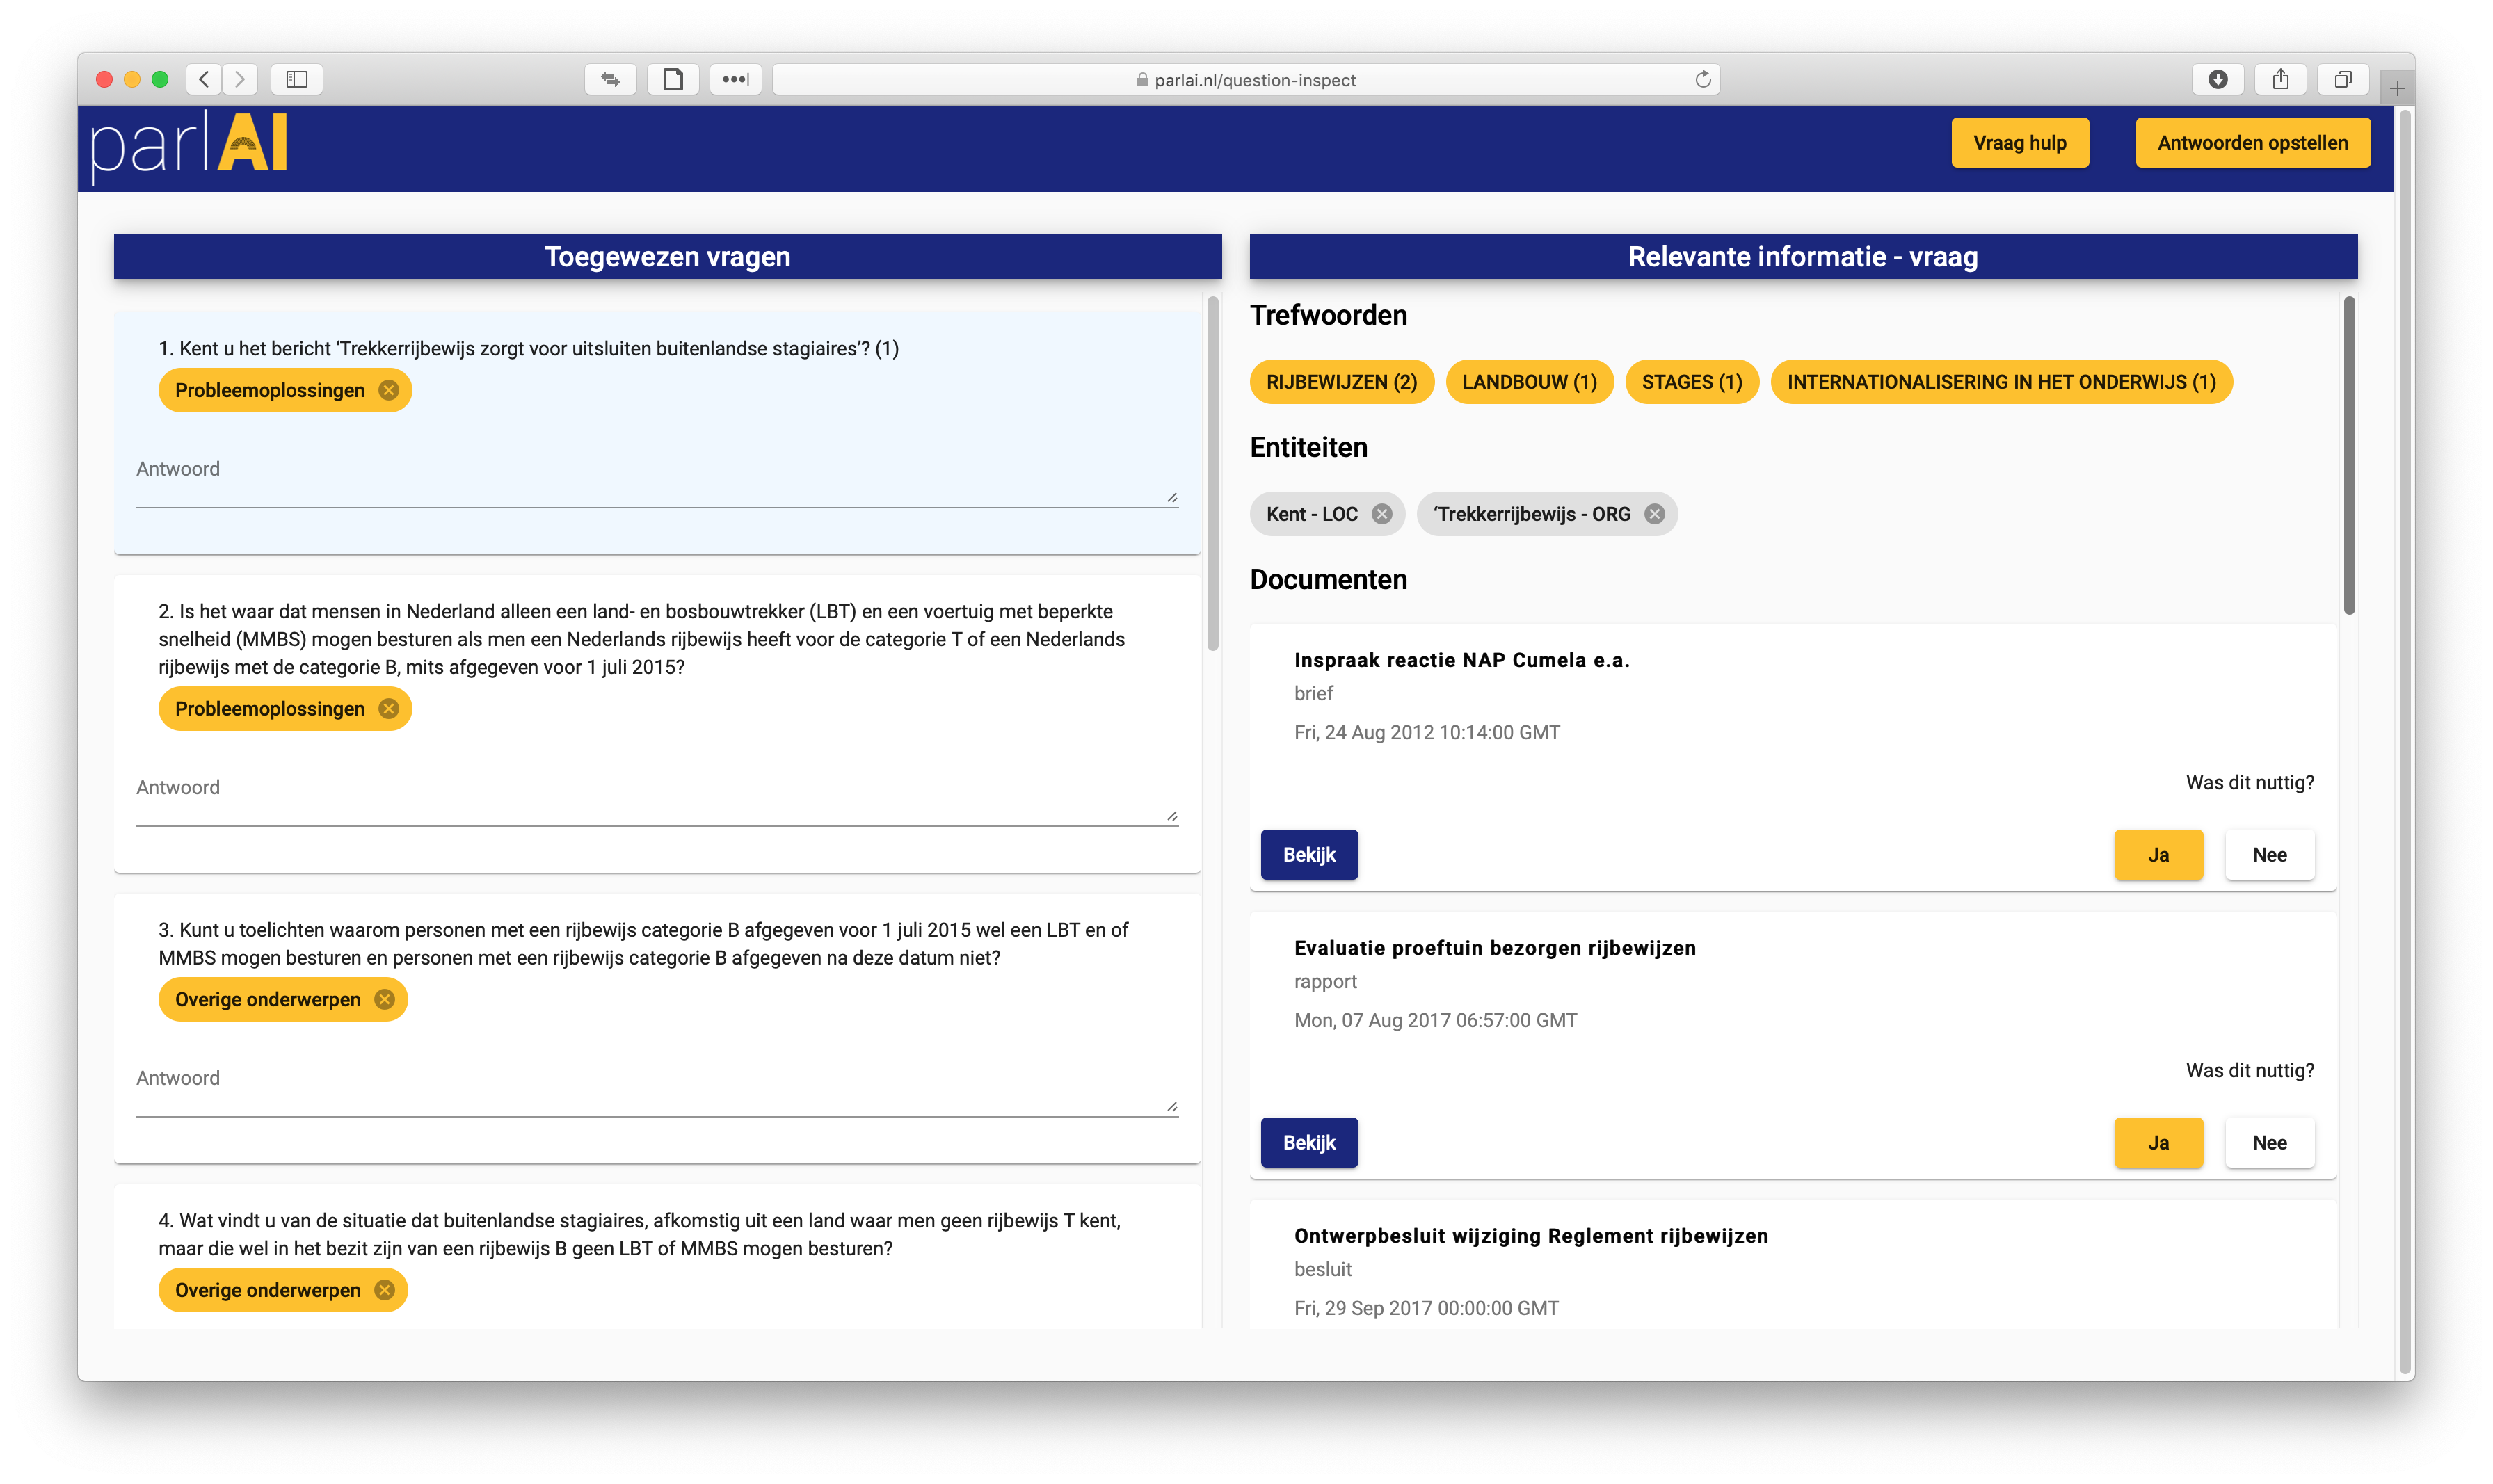 parlai.nl/question-inspect
parlAI
Vraag hulp
Antwoorden opstellen
Toegewezen vragen
1. Kent u het bericht ‘Trekkerrijbewijs zorgt voor uitsluiten buitenlandse stagiaires’? (1)
Probleemoplossingen
Antwoord
2. Is het waar dat mensen in Nederland alleen een land- en bosbouwtrekker (LBT) en een voertuig met beperkte
snelheid (MMBS) mogen besturen als men een Nederlands rijbewijs heeft voor de categorie T of een Nederlands
rijbewijs met de categorie B, mits afgegeven voor 1 juli 2015?
Probleemoplossingen
Antwoord
3. Kunt u toelichten waarom personen met een rijbewijs categorie B afgegeven voor 1 juli 2015 wel een LBT en of
MMBS mogen besturen en personen met een rijbewijs categorie B afgegeven na deze datum niet?
Overige onderwerpen
Antwoord
4. Wat vindt u van de situatie dat buitenlandse stagiaires, afkomstig uit een land waar men geen rijbewijs T kent,
maar die wel in het bezit zijn van een rijbewijs B geen LBT of MMBS mogen besturen?
Overige onderwerpen
Relevante informatie - vraag
Trefwoorden
RIJBEWIJZEN (2)
LANDBOUW (1)
STAGES (1)
INTERNATIONALISERING IN HET ONDERWIJS (1)
Entiteiten
Kent - LOC
‘Trekkerrijbewijs - ORG
Documenten
Inspraak reactie NAP Cumela e.a.
brief
Fri, 24 Aug 2012 10:14:00 GMT
Was dit nuttig?
Bekijk
Ja
Nee
Evaluatie proeftuin bezorgen rijbewijzen
rapport
Mon, 07 Aug 2017 06:57:00 GMT
Was dit nuttig?
Bekijk
Ja
Nee
Ontwerpbesluit wijziging Reglement rijbewijzen
besluit
Fri, 29 Sep 2017 00:00:00 GMT